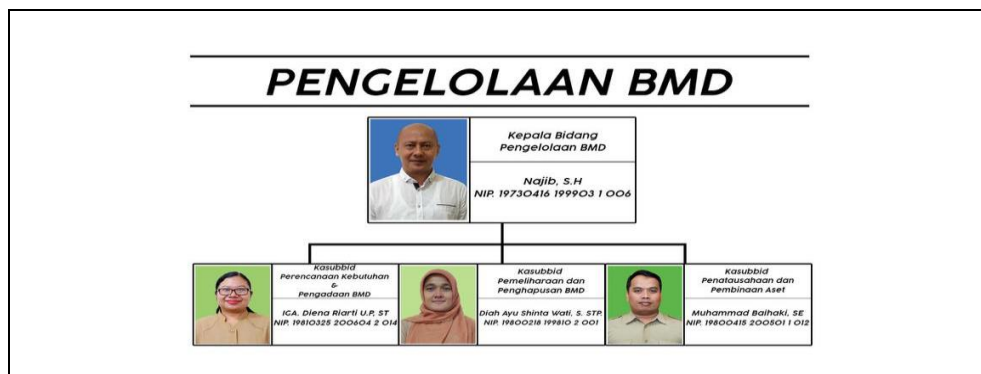 PENGELOLAAN BMD
Kepala Bidang
Pengelolaan BMD
Najib, S.H
NIP. 19730416 199903 1 006
Kasubbid
Perencanaan Kebutuhan
&
Pengadaan BMD
IGA. Diena Riarti U.P, ST
NIP. 19810325 200604 2 014
Kasubbid
Pemeliharaan dan
Penghapusan BMD
Diah Ayu Shinta Wati, S. STP.
NIP. 19800218 199810 2 001
Kasubbid
Penatausahaan dan
Pembinaan Aset
Muhammad Baihaki, SE
NIP. 19800415 200501 1 012